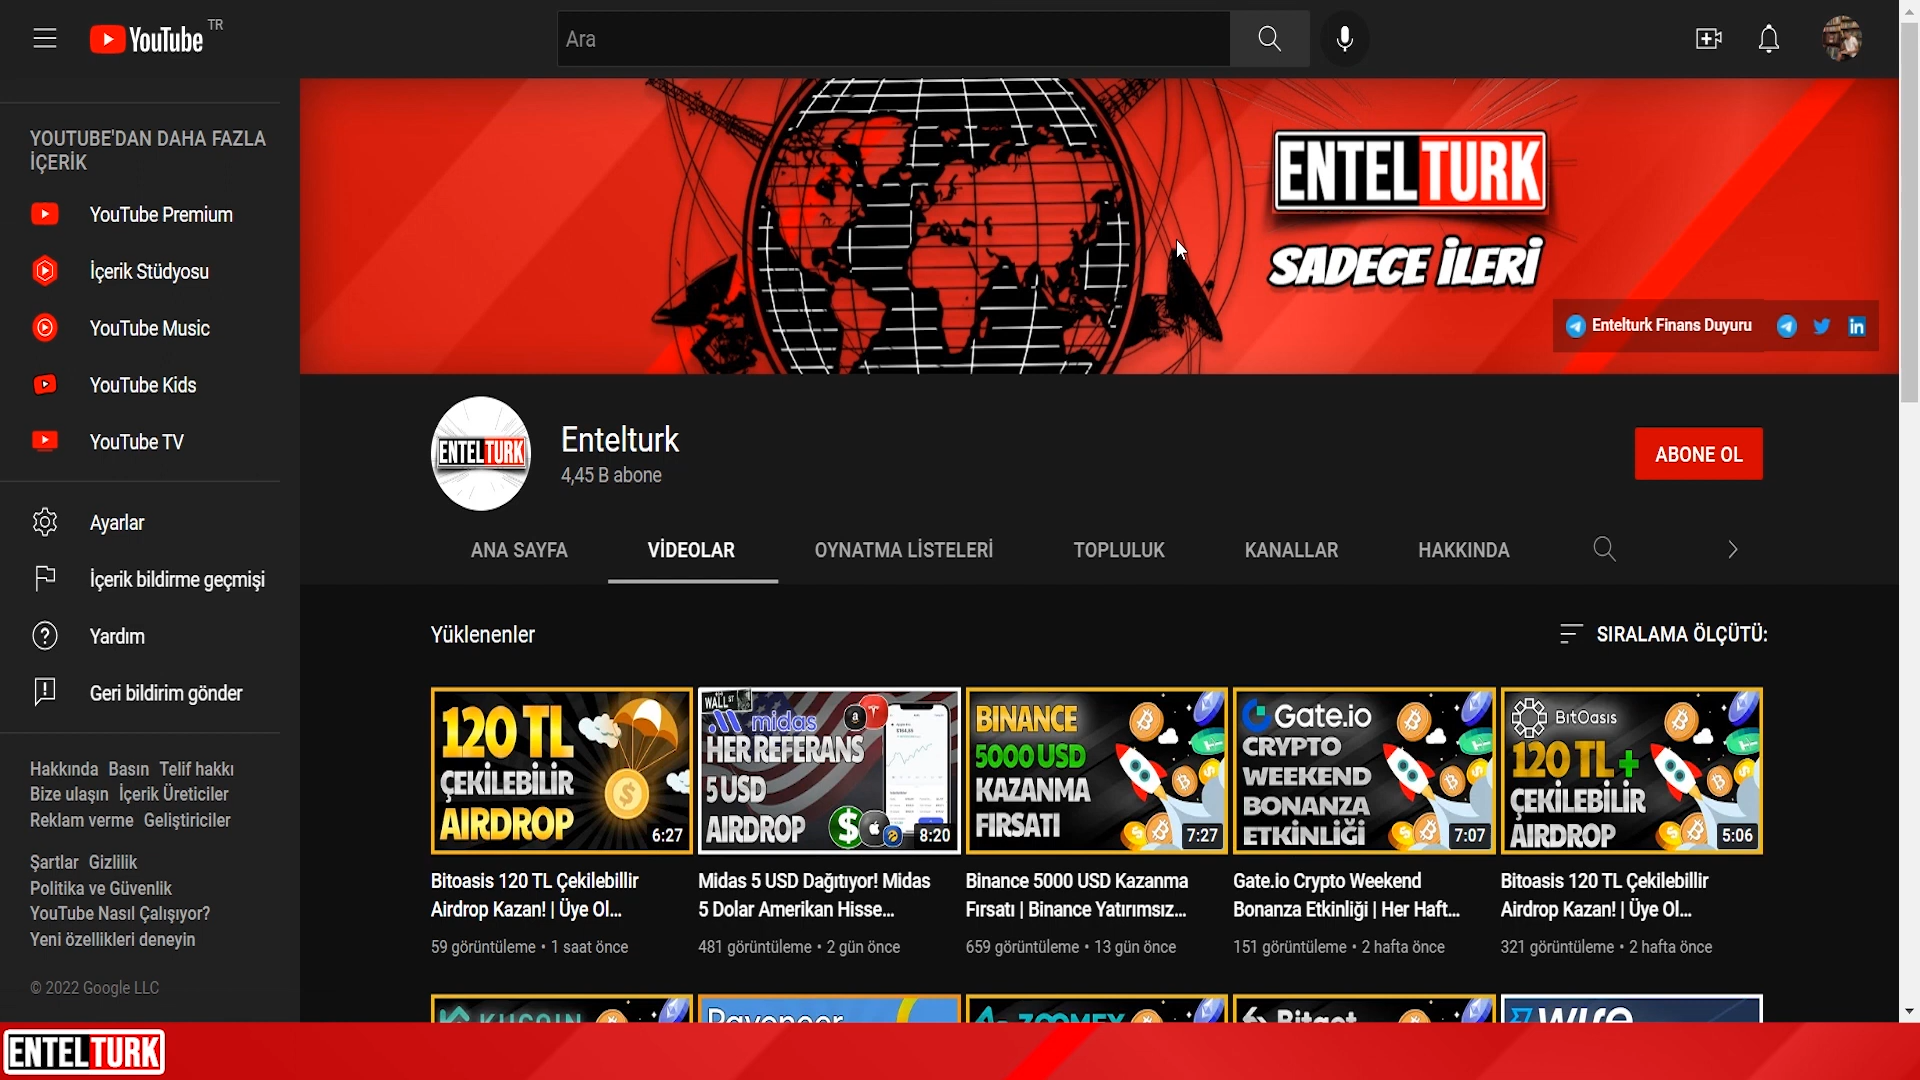 YouTube TR
Ara
YOUTUBE'DAN DAHA FAZLA
İÇERİK
YouTube Premium
İçerik Stüdyosu
YouTube Music
YouTube Kids
YouTube TV
Ayarlar
İçerik bildirme geçmişi
Yardım
Geri bildirim gönder
Hakkında Basın Telif hakkı
Bize ulaşın İçerik Üreticiler
Reklam verme Geliştiriciler
Şartlar Gizlilik
Politika ve Güvenlik
YouTube Nasıl Çalışıyor?
Yeni özellikleri deneyin
© 2022 Google LLC
ENTELTURK
SADECE İLERİ
Entelturk Finans Duyuru
ENTELTURK
Entelturk
4,45 B abone
ABONE OL
ANA SAYFA VİDEOLAR OYNATMA LİSTELERİ TOPLULUK KANALLAR HAKKINDA
Yüklenenler
SIRALAMA ÖLÇÜTÜ:
120 TL
ÇEKİLEBİLİR
AIRDROP
6:27
Bitoasis 120 TL Çekilebillir
Airdrop Kazan! | Üye Ol...
59 görüntüleme • 1 saat önce
WALL ST
midas
HER REFERANS
5 USD
AIRDROP
8:20
Midas 5 USD Dağıtıyor! Midas
5 Dolar Amerikan Hisse...
481 görüntüleme • 2 gün önce
BINANCE
5000 USD
KAZANMA
FIRSATI
7:27
Binance 5000 USD Kazanma
Fırsatı | Binance Yatırımsız...
659 görüntüleme • 13 gün önce
Gate.io
CRYPTO
WEEKEND
BONANZA
ETKİNLİĞİ
7:07
Gate.io Crypto Weekend
Bonanza Etkinliği | Her Haft...
151 görüntüleme • 2 hafta önce
BitOasis
120 TL +
ÇEKİLEBİLİR
AIRDROP
5:06
Bitoasis 120 TL Çekilebillir
Airdrop Kazan! | Üye Ol...
321 görüntüleme • 2 hafta önce
KUCOIN
Payoneer
ZOOMEX
Bitget
WISE
ENTELTURK